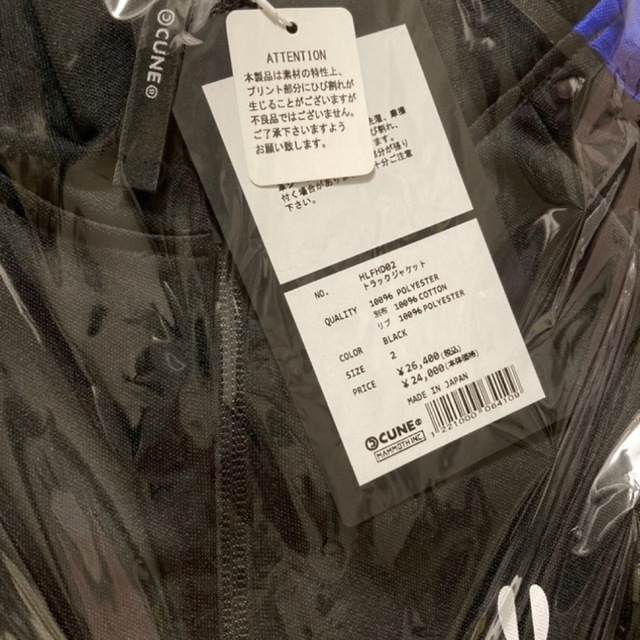 CUNE®
ATTENTION
本製品は素材の特性上、
プリント部分にひび割れが
生じることがございますが
不良品ではございません。
ご了承下さいますよう
お願い致します。
下さい。
NO. HLFHD02
トラックジャケット
QUALITY 100% POLYESTER
別布 100% COTTON
リブ 100% POLYESTER
COLOR BLACK
SIZE 2
PRICE ¥26,400(税込)
¥24,000(本体価格)
MADE IN JAPAN
CUNE®
MAMMOTH INC.
1221000064109